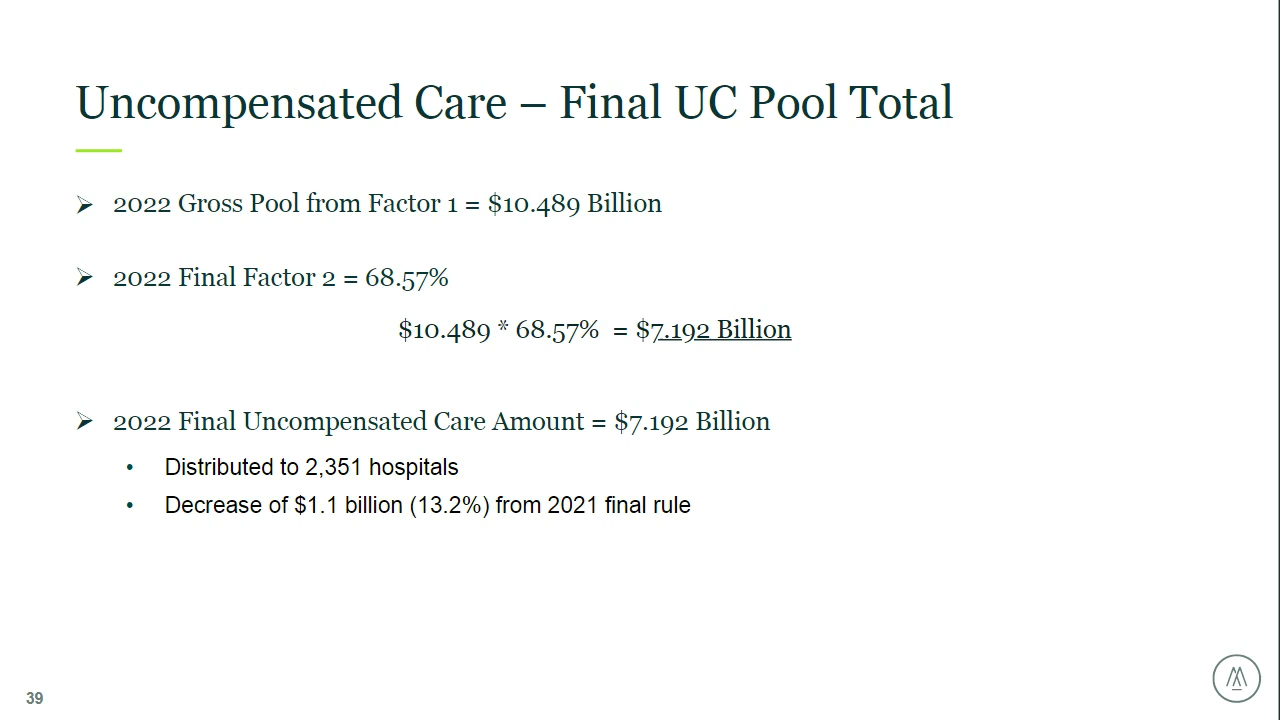 Uncompensated Care – Final UC Pool Total
➢ 2022 Gross Pool from Factor 1 = $10.489 Billion
➢ 2022 Final Factor 2 = 68.57%
$10.489 * 68.57% = $7.192 Billion
➢ 2022 Final Uncompensated Care Amount = $7.192 Billion
• Distributed to 2,351 hospitals
• Decrease of $1.1 billion (13.2%) from 2021 final rule
39